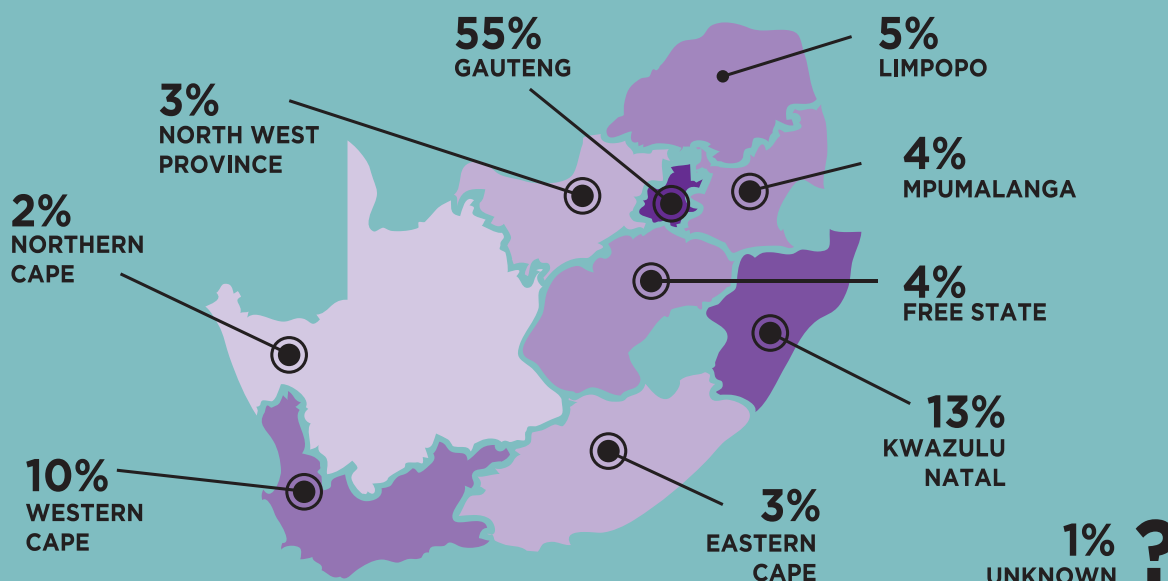 55%
GAUTENG
5%
LIMPOPO
3%
NORTH WEST
PROVINCE
4%
MPUMALANGA
2%
NORTHERN
CAPE
4%
FREE STATE
13%
KWAZULU
NATAL
10%
WESTERN
CAPE
3%
EASTERN
CAPE
1%
UNKNOWN
?